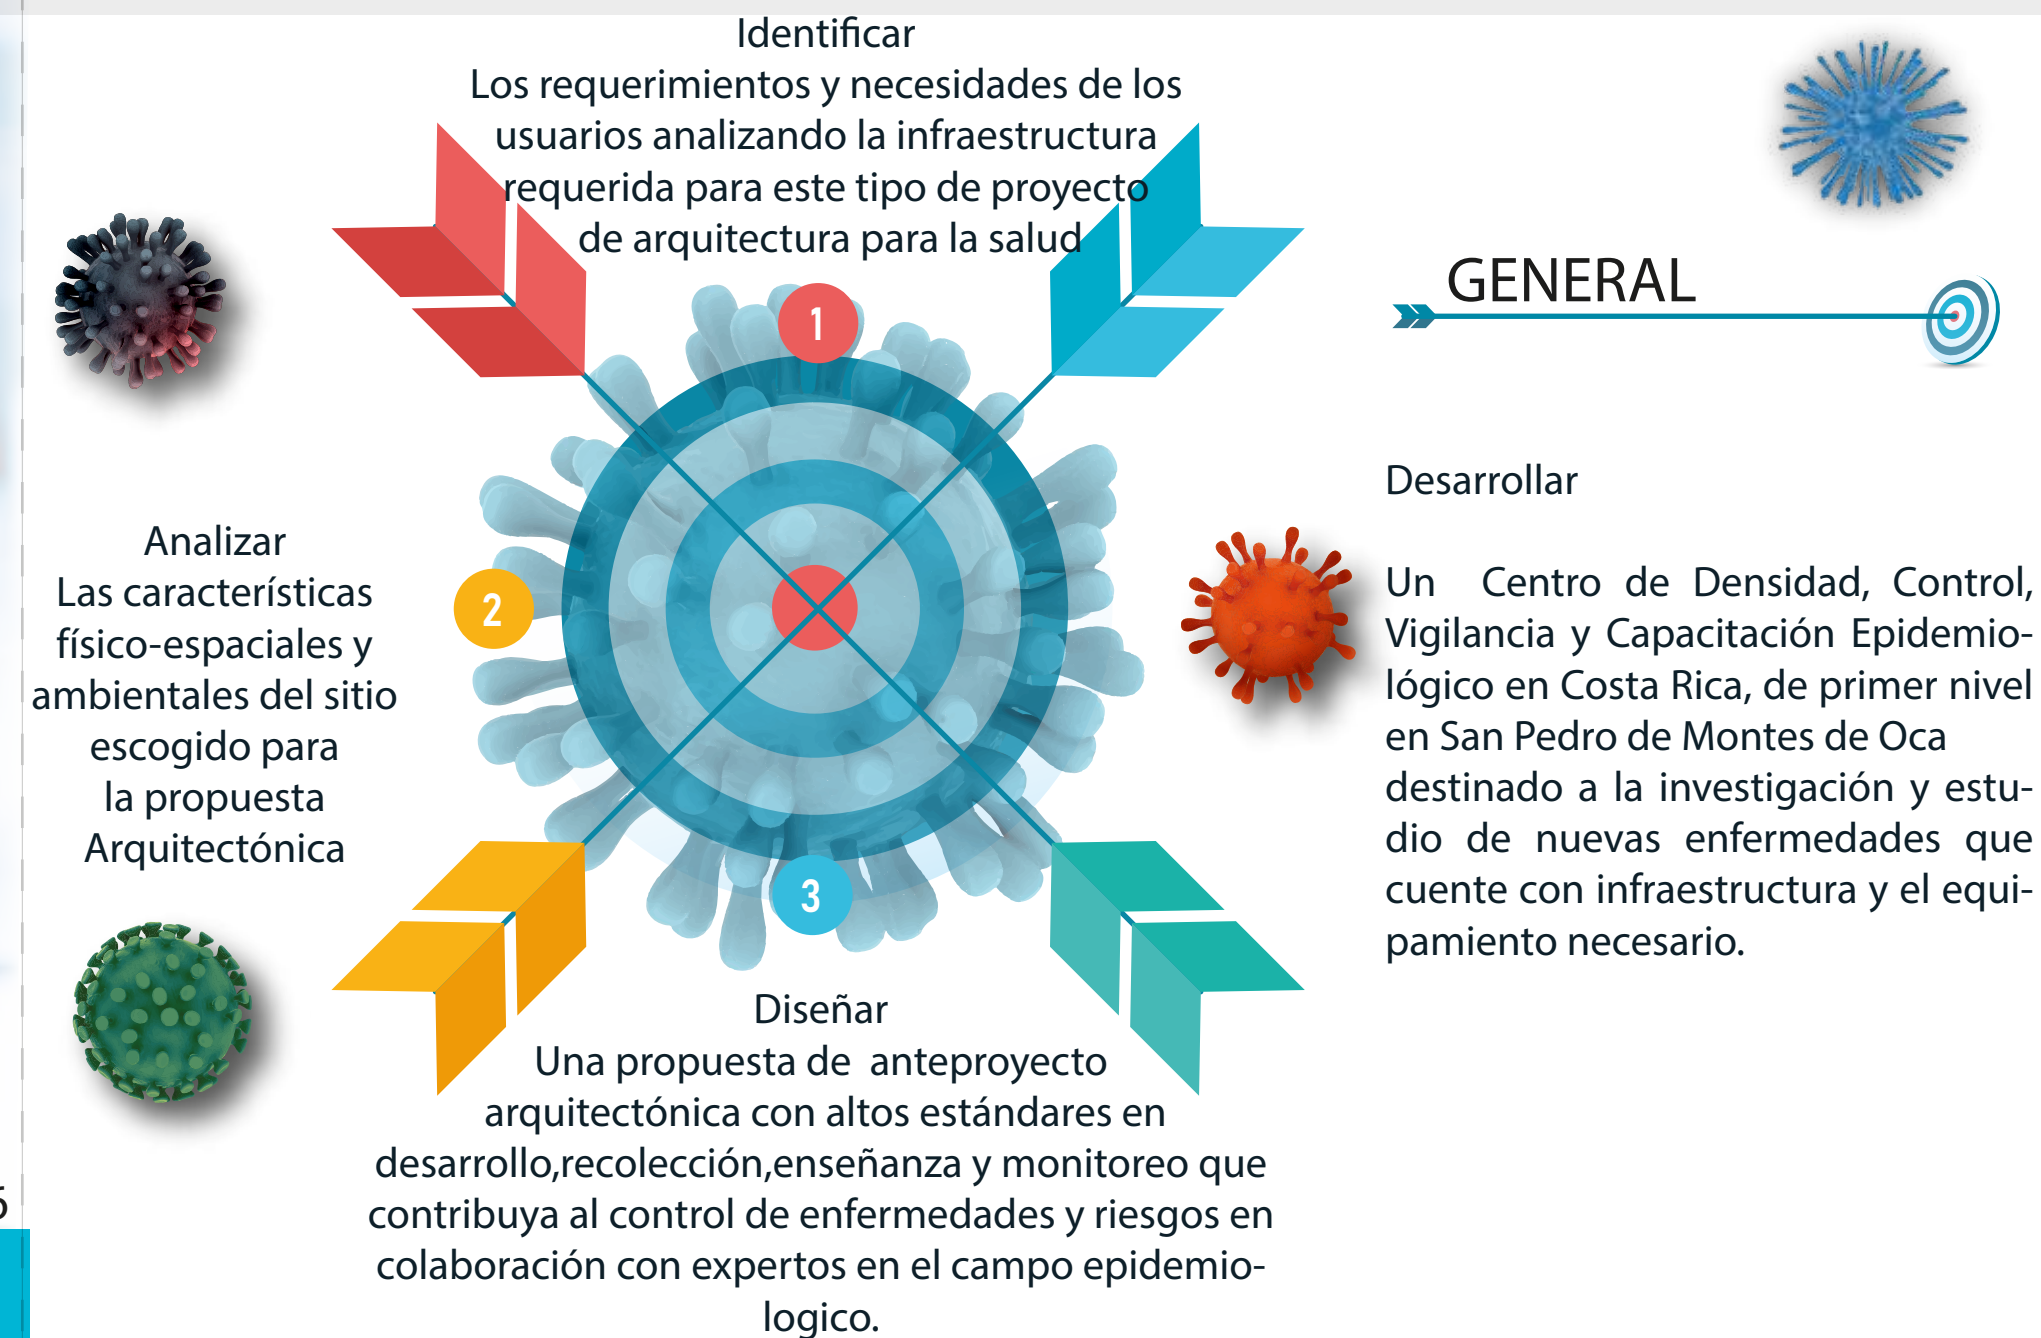 Identificar
Los requerimientos y necesidades de los
usuarios analizando la infraestructura
requerida para este tipo de proyecto
de arquitectura para la salud
1
2
3
Analizar
Las características
físico-espaciales y
ambientales del sitio
escogido para
la propuesta
Arquitectónica
Diseñar
Una propuesta de anteproyecto
arquitectónica con altos estándares en
desarrollo,recolección,enseñanza y monitoreo que
contribuya al control de enfermedades y riesgos en
colaboración con expertos en el campo epidemio-
logico.
GENERAL
Desarrollar
Un Centro de Densidad, Control,
Vigilancia y Capacitación Epidemio-
lógico en Costa Rica, de primer nivel
en San Pedro de Montes de Oca
destinado a la investigación y estu-
dio de nuevas enfermedades que
cuente con infraestructura y el equi-
pamiento necesario.